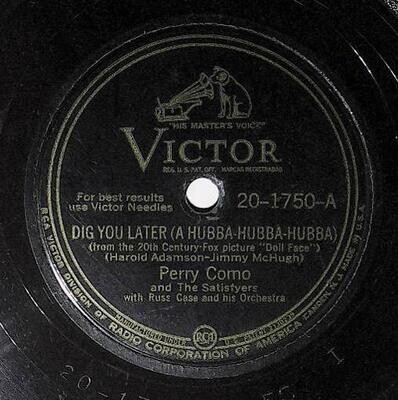 "HIS MASTER'S VOICE"
VICTOR
REG. U.S. PAT. OFF. MARCAS REGISTRADAS
For best results
use Victor Needles
20-1750-A
DIG YOU LATER (A HUBBA-HUBBA-HUBBA)
(from the 20th Century-Fox picture "Doll Face")
(Harold Adamson-Jimmy McHugh)
Perry Como
and The Satisfyers
with Russ Case and his Orchestra
MANUFACTURED UNDER
RCA
RCA VICTOR DIVISION OF RADIO CORPORATION OF AMERICA CAMDEN, N.J. MADE IN U.S.A.